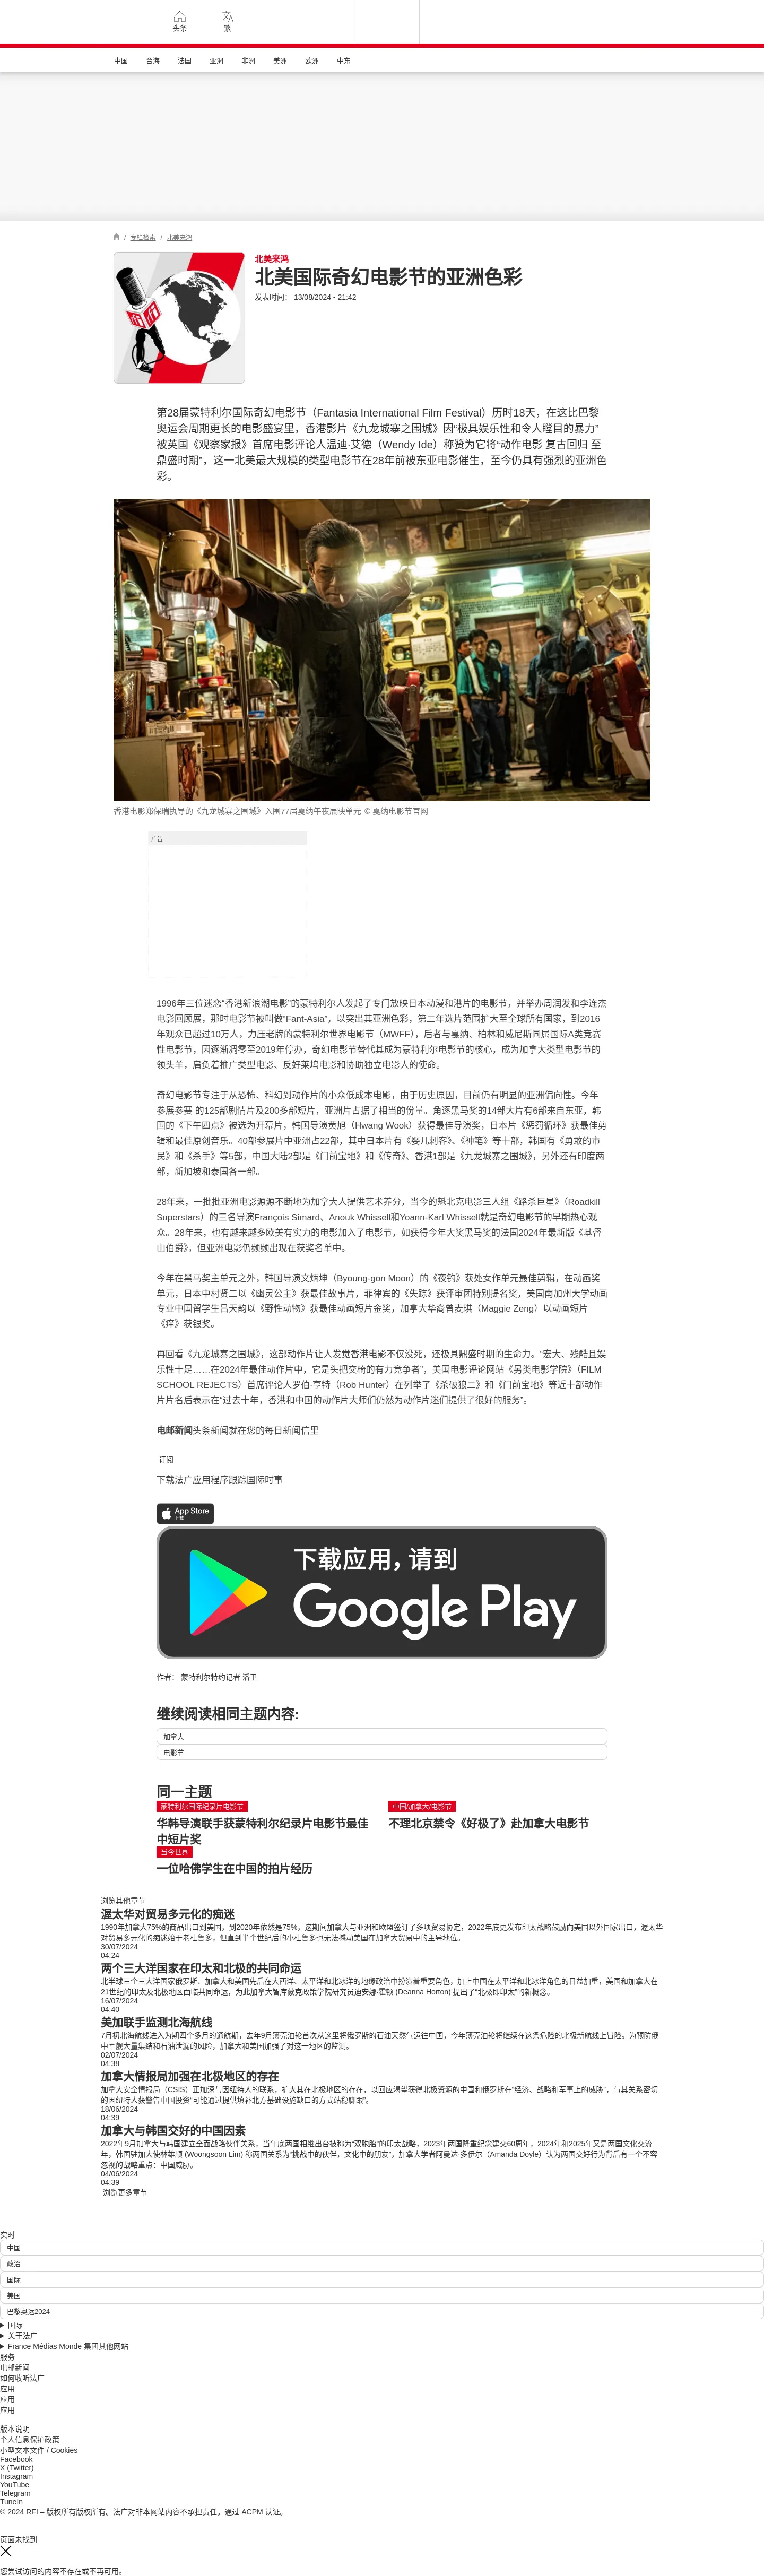 头条
繁
中国
台海
法国
亚洲
非洲
美洲
欧洲
中东
/ 专栏检索 / 北美来鸿
rfi
北美来鸿
北美国际奇幻电影节的亚洲色彩
发表时间： 13/08/2024 - 21:42
第28届蒙特利尔国际奇幻电影节（Fantasia International Film Festival）历时18天，在这比巴黎
奥运会周期更长的电影盛宴里，香港影片《九龙城寨之围城》因“极具娱乐性和令人瞠目的暴力”
被英国《观察家报》首席电影评论人温迪·艾德（Wendy Ide）称赞为它将“动作电影 复古回归 至
鼎盛时期”，这一北美最大规模的类型电影节在28年前被东亚电影催生，至今仍具有强烈的亚洲色
彩。
香港电影郑保瑞执导的《九龙城寨之围城》入围77届戛纳午夜展映单元 © 戛纳电影节官网
广告
1996年三位迷恋“香港新浪潮电影”的蒙特利尔人发起了专门放映日本动漫和港片的电影节，并举办周润发和李连杰
电影回顾展，那时电影节被叫做“Fant-Asia”，以突出其亚洲色彩，第二年选片范围扩大至全球所有国家，到2016
年观众已超过10万人，力压老牌的蒙特利尔世界电影节（MWFF），后者与戛纳、柏林和威尼斯同属国际A类竞赛
性电影节，因逐渐凋零至2019年停办，奇幻电影节替代其成为蒙特利尔电影节的核心，成为加拿大类型电影节的
领头羊，肩负着推广类型电影、反好莱坞电影和协助独立电影人的使命。
奇幻电影节专注于从恐怖、科幻到动作片的小众低成本电影，由于历史原因，目前仍有明显的亚洲偏向性。今年
参展参赛 的125部剧情片及200多部短片，亚洲片占据了相当的份量。角逐黑马奖的14部大片有6部来自东亚，韩
国的《下午四点》被选为开幕片，韩国导演黄旭（Hwang Wook）获得最佳导演奖，日本片《惩罚循环》获最佳剪
辑和最佳原创音乐。40部参展片中亚洲占22部，其中日本片有《婴儿刺客》、《神笔》等十部，韩国有《勇敢的市
民》和《杀手》等5部，中国大陆2部是《门前宝地》和《传奇》、香港1部是《九龙城寨之围城》，另外还有印度两
部，新加坡和泰国各一部。
28年来，一批批亚洲电影源源不断地为加拿大人提供艺术养分，当今的魁北克电影三人组《路杀巨星》（Roadkill
Superstars）的三名导演François Simard、Anouk Whissell和Yoann-Karl Whissell就是奇幻电影节的早期热心观
众。28年来，也有越来越多欧美有实力的电影加入了电影节，如获得今年大奖黑马奖的法国2024年最新版《基督
山伯爵》，但亚洲电影仍频频出现在获奖名单中。
今年在黑马奖主单元之外，韩国导演文炳坤（Byoung-gon Moon）的《夜钓》获处女作单元最佳剪辑，在动画奖
单元，日本中村贤二以《幽灵公主》获最佳故事片，菲律宾的《失踪》获评审团特别提名奖，美国南加州大学动画
专业中国留学生吕天韵以《野性动物》获最佳动画短片金奖，加拿大华裔曾麦琪（Maggie Zeng）以动画短片
《痒》获银奖。
再回看《九龙城寨之围城》，这部动作片让人发觉香港电影不仅没死，还极具鼎盛时期的生命力。“宏大、残酷且娱
乐性十足……在2024年最佳动作片中，它是头把交椅的有力竞争者”，美国电影评论网站《另类电影学院》（FILM
SCHOOL REJECTS）首席评论人罗伯·亨特（Rob Hunter）在列举了《杀破狼二》和《门前宝地》等近十部动作
片片名后表示在“过去十年，香港和中国的动作片大师们仍然为动作片迷们提供了很好的服务”。
电邮新闻头条新闻就在您的每日新闻信里
订阅
下载法广应用程序跟踪国际时事
App Store
下载
下载应用，请到
Google Play
作者： 蒙特利尔特约记者 潘卫
继续阅读相同主题内容:
加拿大
电影节
同一主题
蒙特利尔国际纪录片电影节
华韩导演联手获蒙特利尔纪录片电影节最佳
中短片奖
中国/加拿大/电影节
不理北京禁令《好极了》赴加拿大电影节
当今世界
一位哈佛学生在中国的拍片经历
浏览其他章节
渥太华对贸易多元化的痴迷
1990年加拿大75%的商品出口到美国，到2020年依然是75%，这期间加拿大与亚洲和欧盟签订了多项贸易协定，2022年底更发布印太战略鼓励向美国以外国家出口，渥太华
对贸易多元化的痴迷始于老杜鲁多，但直到半个世纪后的小杜鲁多也无法撼动美国在加拿大贸易中的主导地位。
30/07/2024
04:24
两个三大洋国家在印太和北极的共同命运
北半球三个三大洋国家俄罗斯、加拿大和美国先后在大西洋、太平洋和北冰洋的地缘政治中扮演着重要角色，加上中国在太平洋和北冰洋角色的日益加重，美国和加拿大在
21世纪的印太及北极地区面临共同命运，为此加拿大智库蒙克政策学院研究员迪安娜·霍顿 (Deanna Horton) 提出了“北极即印太”的新概念。
16/07/2024
04:40
美加联手监测北海航线
7月初北海航线进入为期四个多月的通航期，去年9月薄壳油轮首次从这里将俄罗斯的石油天然气运往中国，今年薄壳油轮将继续在这条危险的北极新航线上冒险。为预防俄
中军舰大量集结和石油泄漏的风险，加拿大和美国加强了对这一地区的监测。
02/07/2024
04:38
加拿大情报局加强在北极地区的存在
加拿大安全情报局（CSIS）正加深与因纽特人的联系，扩大其在北极地区的存在，以回应渴望获得北极资源的中国和俄罗斯在“经济、战略和军事上的威胁”，与其关系密切
的因纽特人获警告中国投资“可能通过提供填补北方基础设施缺口的方式站稳脚跟”。
18/06/2024
04:39
加拿大与韩国交好的中国因素
2022年9月加拿大与韩国建立全面战略伙伴关系，当年底两国相继出台被称为“双胞胎”的印太战略，2023年两国隆重纪念建交60周年，2024年和2025年又是两国文化交流
年，韩国驻加大使林雄顺 (Woongsoon Lim) 称两国关系为“挑战中的伙伴，文化中的朋友”，加拿大学者阿曼达·多伊尔（Amanda Doyle）认为两国交好行为背后有一个不容
忽视的战略重点：中国威胁。
04/06/2024
04:39
浏览更多章节
实时
中国
政治
国际
美国
巴黎奥运2024
国际
关于法广
France Médias Monde 集团其他网站
服务
电邮新闻
如何收听法广
应用
应用
应用
版本说明
个人信息保护政策
小型文本文件 / Cookies
Facebook
X (Twitter)
Instagram
YouTube
Telegram
TuneIn
© 2024 RFI – 版权所有版权所有。法广对非本网站内容不承担责任。通过 ACPM 认证。
页面未找到
您尝试访问的内容不存在或不再可用。